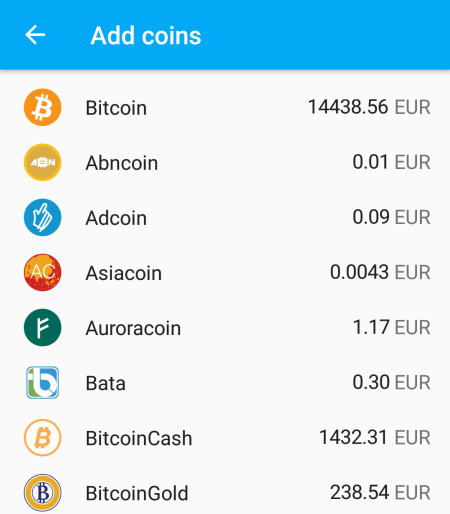 Add coins
Bitcoin 14438.56 EUR
Abncoin 0.01 EUR
Adcoin 0.09 EUR
AC Asiacoin 0.0043 EUR
Auroracoin 1.17 EUR
Bata 0.30 EUR
BitcoinCash 1432.31 EUR
BitcoinGold 238.54 EUR